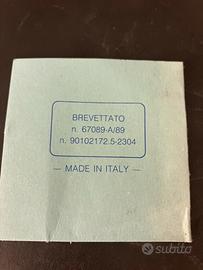 BREVETTATO
n. 67089-A/89
n. 90102172.5-2304
— MADE IN ITALY —
subito